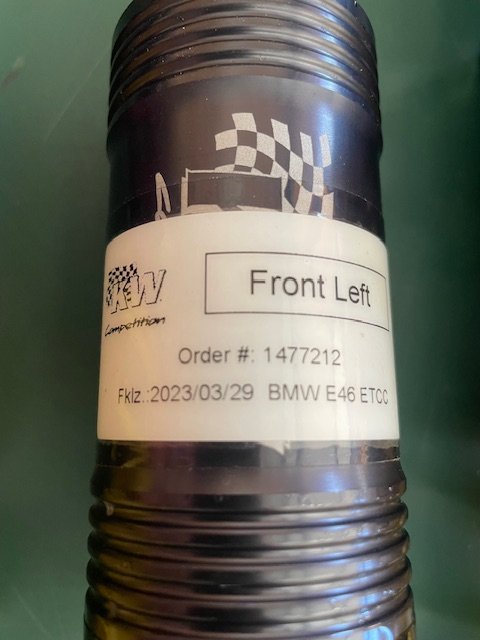 KW
Competition
Front Left
Order #: 1477212
Fklz.:2023/03/29 BMW E46 ETCC